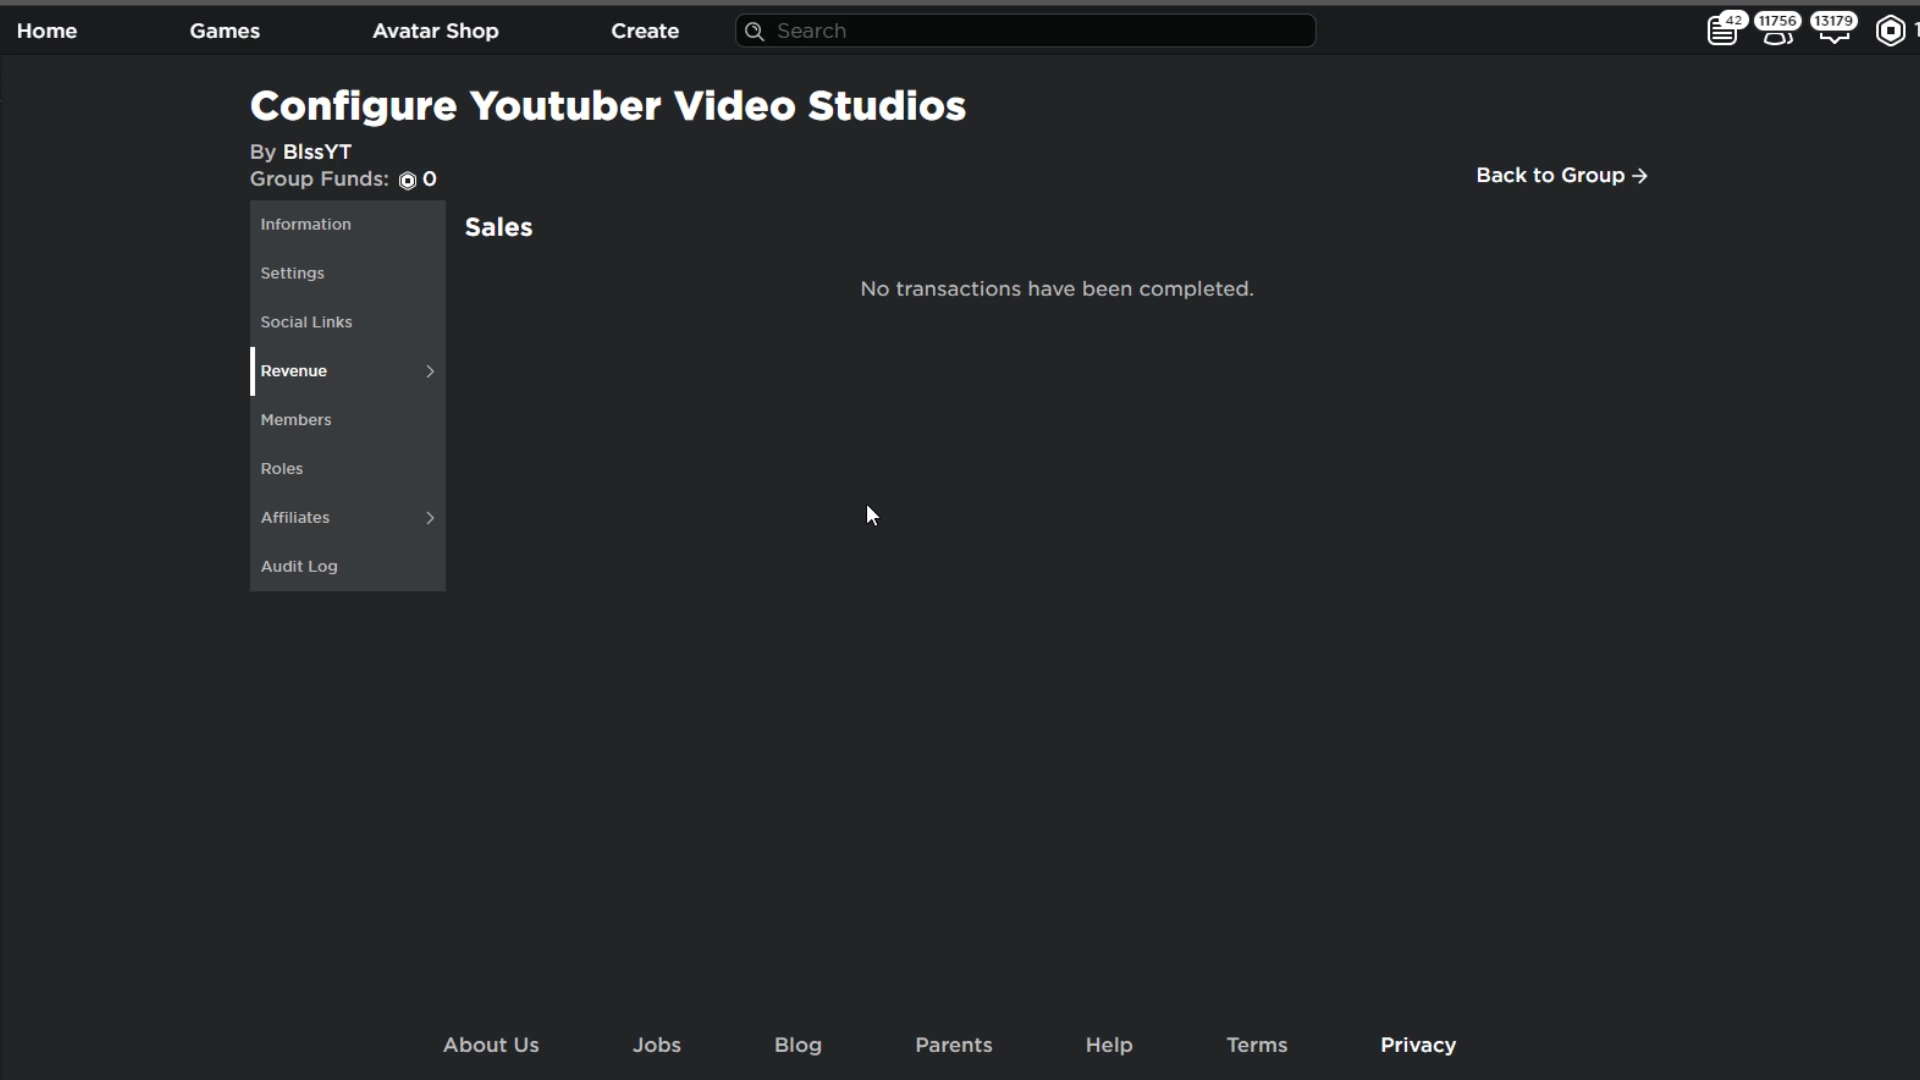 Home Games Avatar Shop Create Search 42 11756 13179 1
Configure Youtuber Video Studios
By BlssYT
Group Funds: 0
Back to Group →
Information
Settings
Social Links
Revenue
Members
Roles
Affiliates
Audit Log
Sales
No transactions have been completed.
About Us Jobs Blog Parents Help Terms Privacy